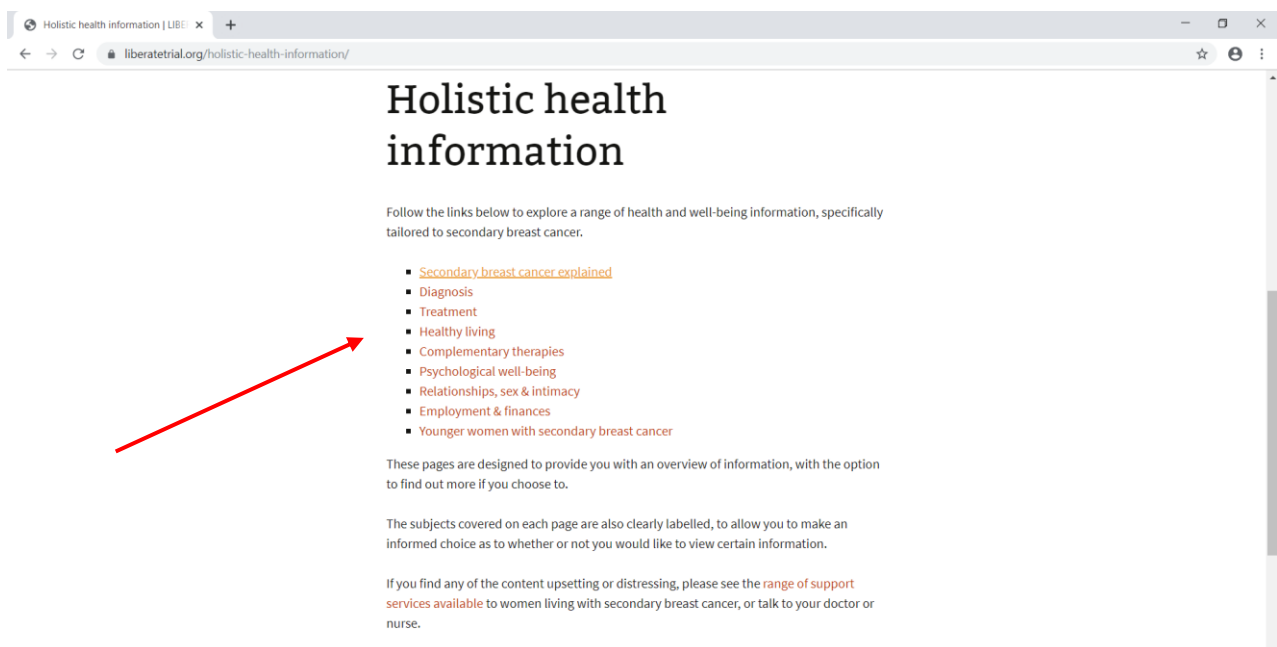 Holistic health information | LIBE
liberatetrial.org/holistic-health-information/
Holistic health
information
Follow the links below to explore a range of health and well-being information, specifically
tailored to secondary breast cancer.
Secondary breast cancer explained
Diagnosis
Treatment
Healthy living
Complementary therapies
Psychological well-being
Relationships, sex & intimacy
Employment & finances
Younger women with secondary breast cancer
These pages are designed to provide you with an overview of information, with the option
to find out more if you choose to.
The subjects covered on each page are also clearly labelled, to allow you to make an
informed choice as to whether or not you would like to view certain information.
If you find any of the content upsetting or distressing, please see the range of support
services available to women living with secondary breast cancer, or talk to your doctor or
nurse.